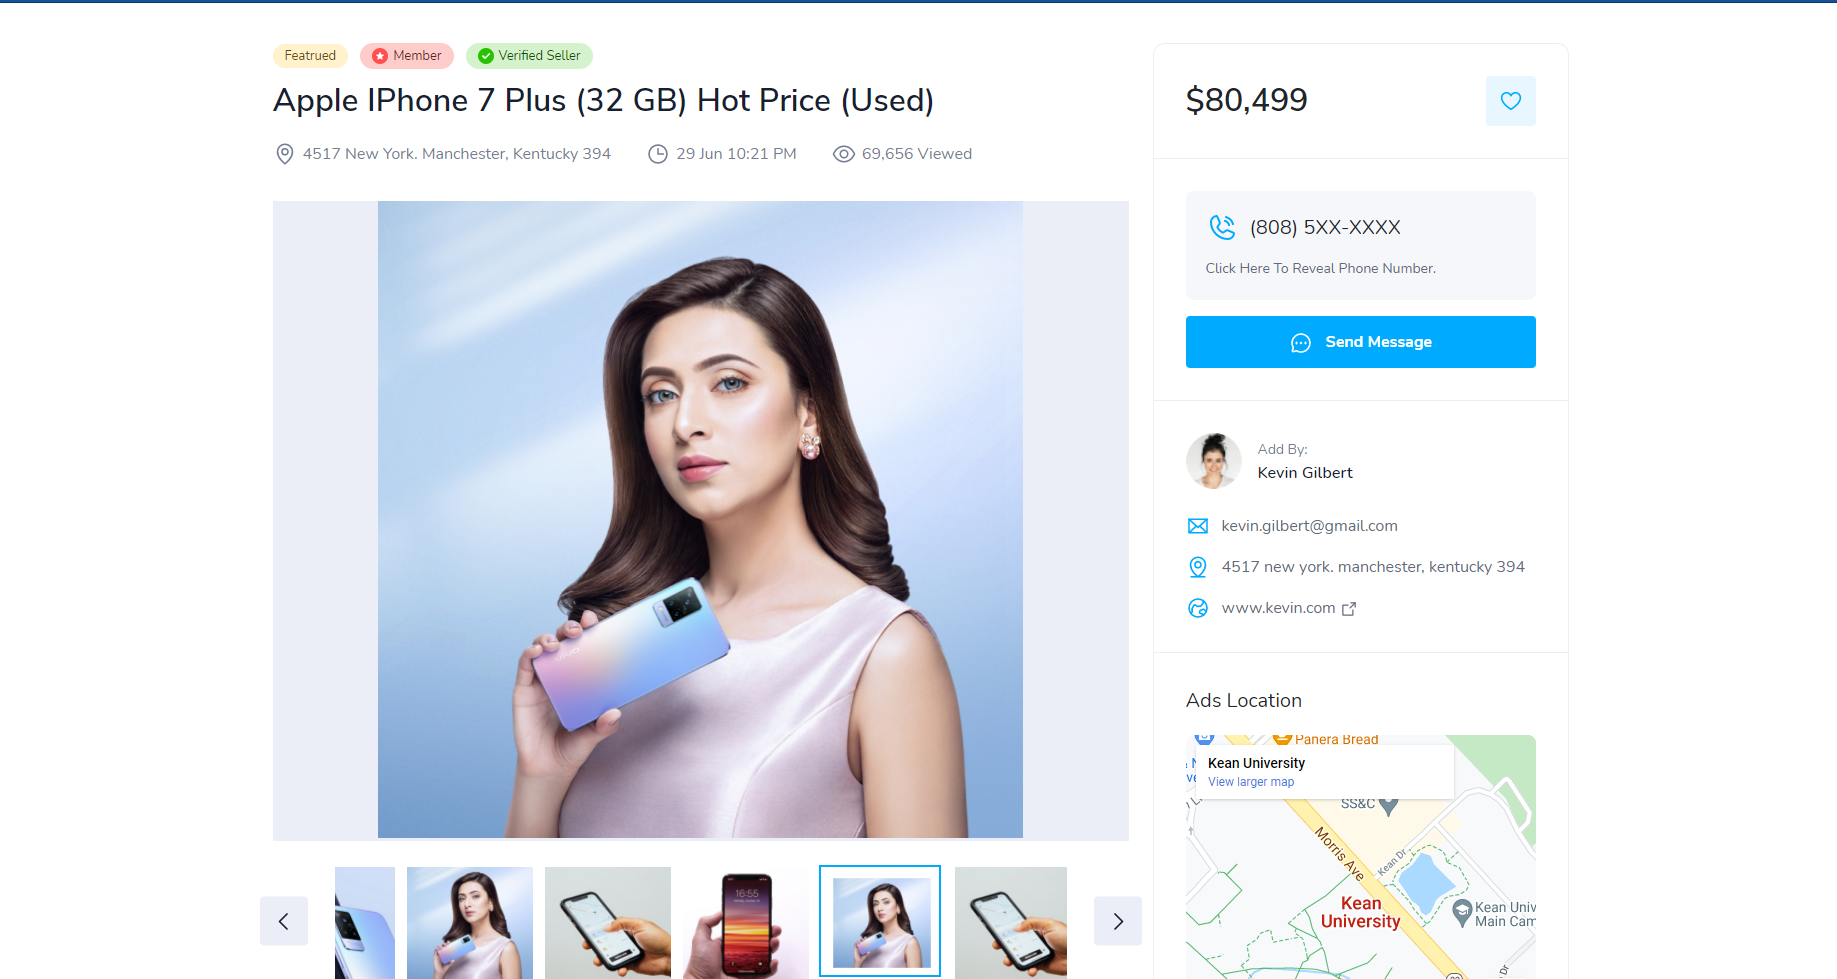 Featrued
Member
Verified Seller
Apple IPhone 7 Plus (32 GB) Hot Price (Used)
4517 New York. Manchester, Kentucky 394
29 Jun 10:21 PM
69,656 Viewed
vivo
16:55
$80,499
(808) 5XX-XXXX
Click Here To Reveal Phone Number.
Send Message
Add By:
Kevin Gilbert
kevin.gilbert@gmail.com
4517 new york. manchester, kentucky 394
www.kevin.com
Ads Location
Panera Bread
Kean University
View larger map
SS&C
Morris Ave
Kean Dr
Kean
University
Kean Univ
Main Cam